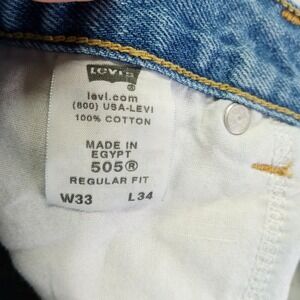 LEVI'S
®
levi.com
(800) USA-LEVI
100% COTTON
MADE IN
EGYPT
505®
REGULAR FIT
W33 L34